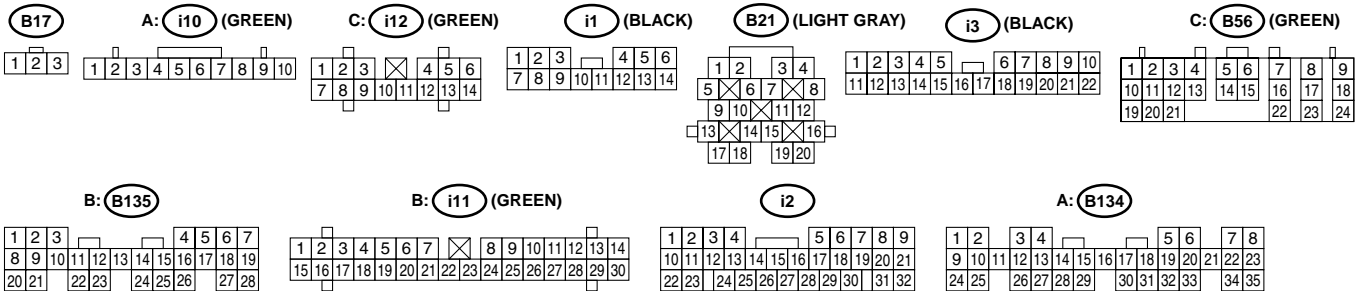 B17 A: i10 (GREEN) C: i12 (GREEN) i1 (BLACK) B21 (LIGHT GRAY) i3 (BLACK) C: B56 (GREEN)
1 2 3
1 2 3 4 5 6 7 8 9 10
1 2 3 4 5 6
7 8 9 10 11 12 13 14
1 2 3 4 5 6
7 8 9 10 11 12 13 14
1 2 3 4
5 6 7 8
9 10 11 12
13 14 15 16
17 18 19 20
1 2 3 4 5 6 7 8 9 10
11 12 13 14 15 16 17 18 19 20 21 22
1 2 3 4 5 6 7 8 9
10 11 12 13 14 15 16 17 18
19 20 21 22 23 24
B: B135 B: i11 (GREEN) i2 A: B134
1 2 3 4 5 6 7
8 9 10 11 12 13 14 15 16 17 18 19
20 21 22 23 24 25 26 27 28
1 2 3 4 5 6 7 8 9 10 11 12 13 14
15 16 17 18 19 20 21 22 23 24 25 26 27 28 29 30
1 2 3 4 5 6 7 8 9
10 11 12 13 14 15 16 17 18 19 20 21
22 23 24 25 26 27 28 29 30 31 32
1 2 3 4 5 6 7 8
9 10 11 12 13 14 15 16 17 18 19 20 21 22 23
24 25 26 27 28 29 30 31 32 33 34 35